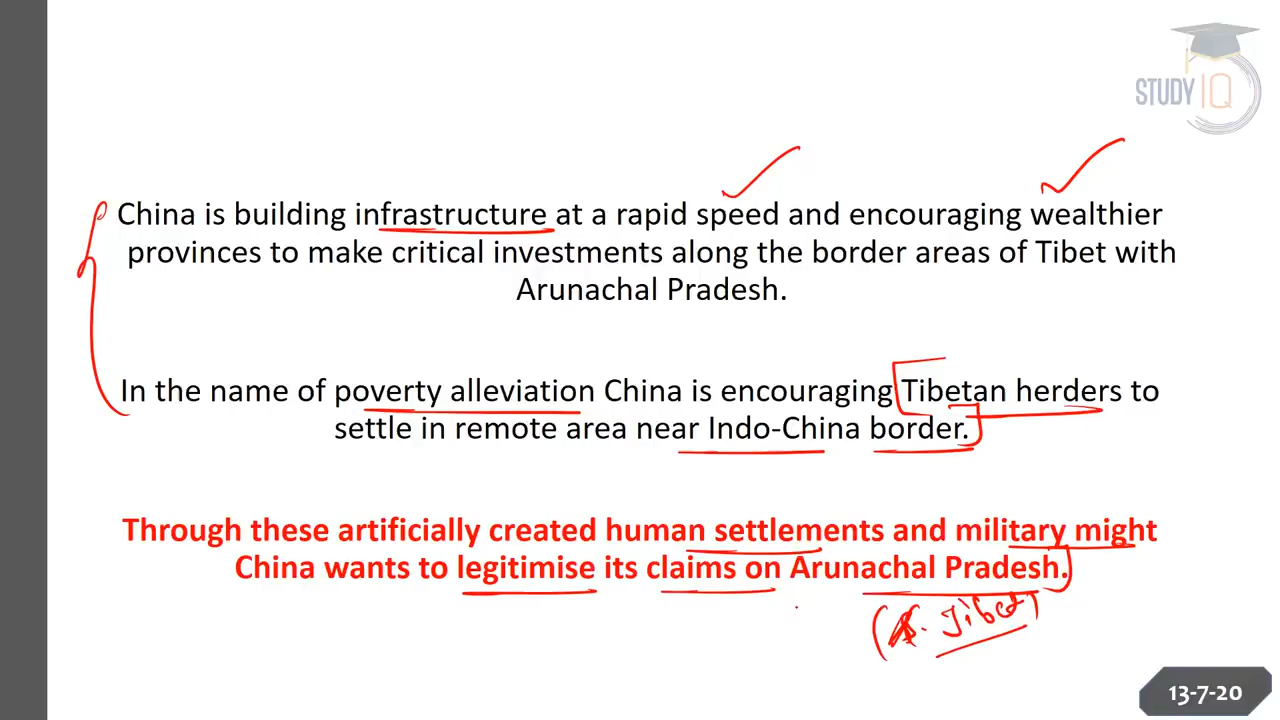 STUDY IQ
China is building infrastructure at a rapid speed and encouraging wealthier
provinces to make critical investments along the border areas of Tibet with
Arunachal Pradesh.
In the name of poverty alleviation China is encouraging Tibetan herders to
settle in remote area near Indo-China border.
Through these artificially created human settlements and military might
China wants to legitimise its claims on Arunachal Pradesh.
Tibet)
13-7-20